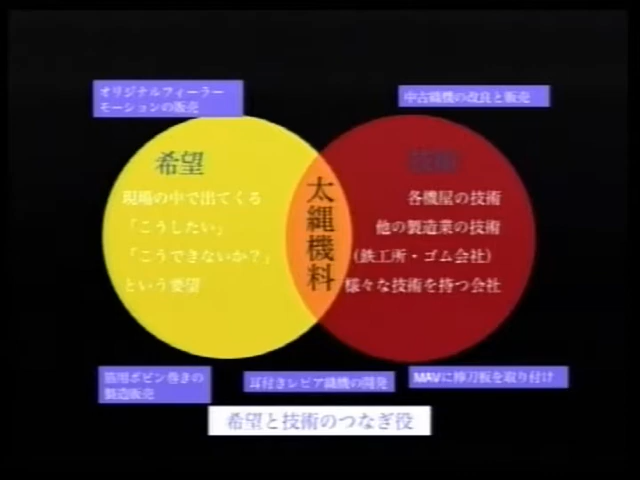 オリジナルフィーラー
モーションの販売
中古織機の改良と販売
希望
技術
現場の中で出てくる
「こうしたい」
「こうできないか？」
という要望
太縄機料
各機屋の技術
他の製造業の技術
（鉄工所・ゴム会社）
様々な技術を持つ会社
用ボビン巻きの
製造販売
耳付きレピア織機の開発
MAVに
板を取り付け
希望と技術のつなぎ役